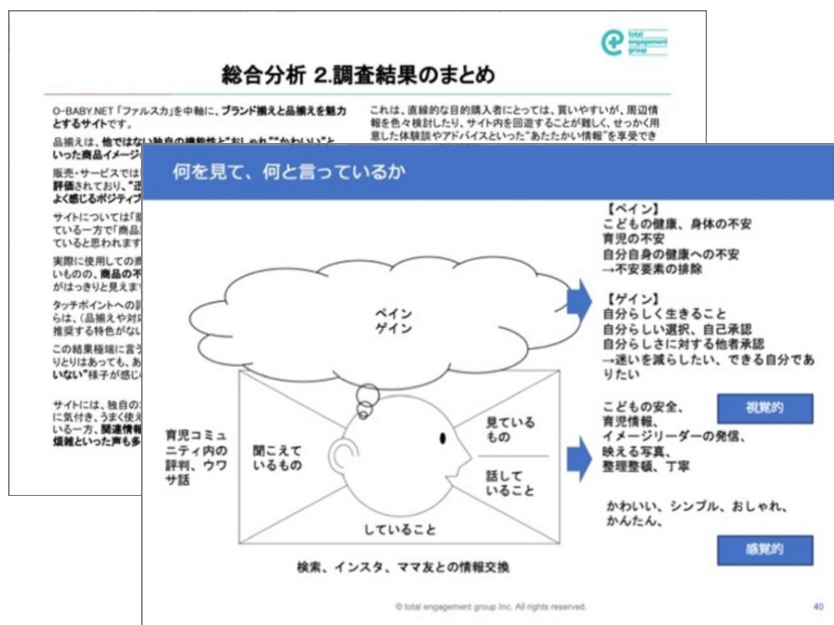 total
engagement
group
総合分析 2.調査結果のまとめ
O-BABY.NET 「ファルスカ」を中軸に、ブランド揃えと品揃えを魅力
とするサイトです。
品揃えは、他ではない独自の機能性と“おしゃれ”“かわいい”と
いった商品イメージ
販売・サービスでは
評価されており、“
よく感じるポジティブ
サイトについては「
ている一方で「商品
ていると思われます
実際に使用しての
いものの、商品の不
がはっきりと見えま
タッチポイントへの
らは、(品揃えや対
推奨する特色がない
この結果極端に言う
りとりはあっても、あ
いない”様子が感じ
サイトには、独自の
に気付き、うまく使え
いる一方、関連情報
煩雑といった声も多
これは、直線的な目的購入者にとっては、買いやすいが、周辺情
報を色々検討したり、サイト内を回遊することが難しく、せっかく用
意した体験談やアドバイスといった“あたたかい情報”を享受でき
何を見て、何と言っているか
ペイン
ゲイン
育児コミュ
ニティ内の
評判、ウワ
サ話
聞こえて
いるもの
見ている
もの
話して
いること
していること
検索、インスタ、ママ友との情報交換
【ペイン】
こどもの健康、身体の不安
育児の不安
自分自身の健康への不安
→不安要素の排除
【ゲイン】
自分らしく生きること
自分らしい選択、自己承認
自分らしさに対する他者承認
→迷いを減らしたい、できる自分であ
りたい
こどもの安全、
育児情報、
イメージリーダーの発信、
映える写真、
整理整頓、丁寧
視覚的
かわいい、シンプル、おしゃれ、
かんたん、
感覚的
© total engagement group Inc. All rights reserved.
40